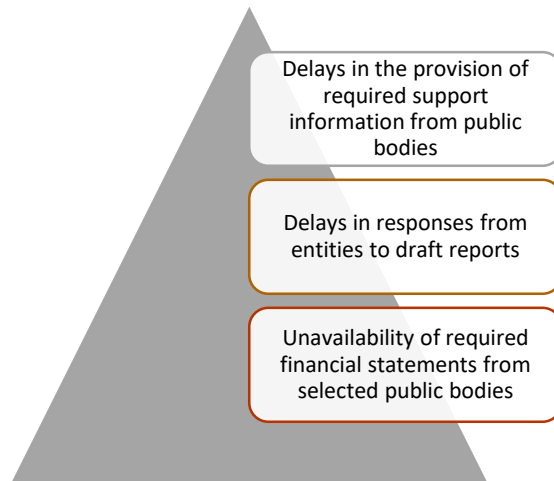 Delays in the provision of
required support
information from public
bodies
Delays in responses from
entities to draft reports
Unavailability of required
financial statements from
selected public bodies